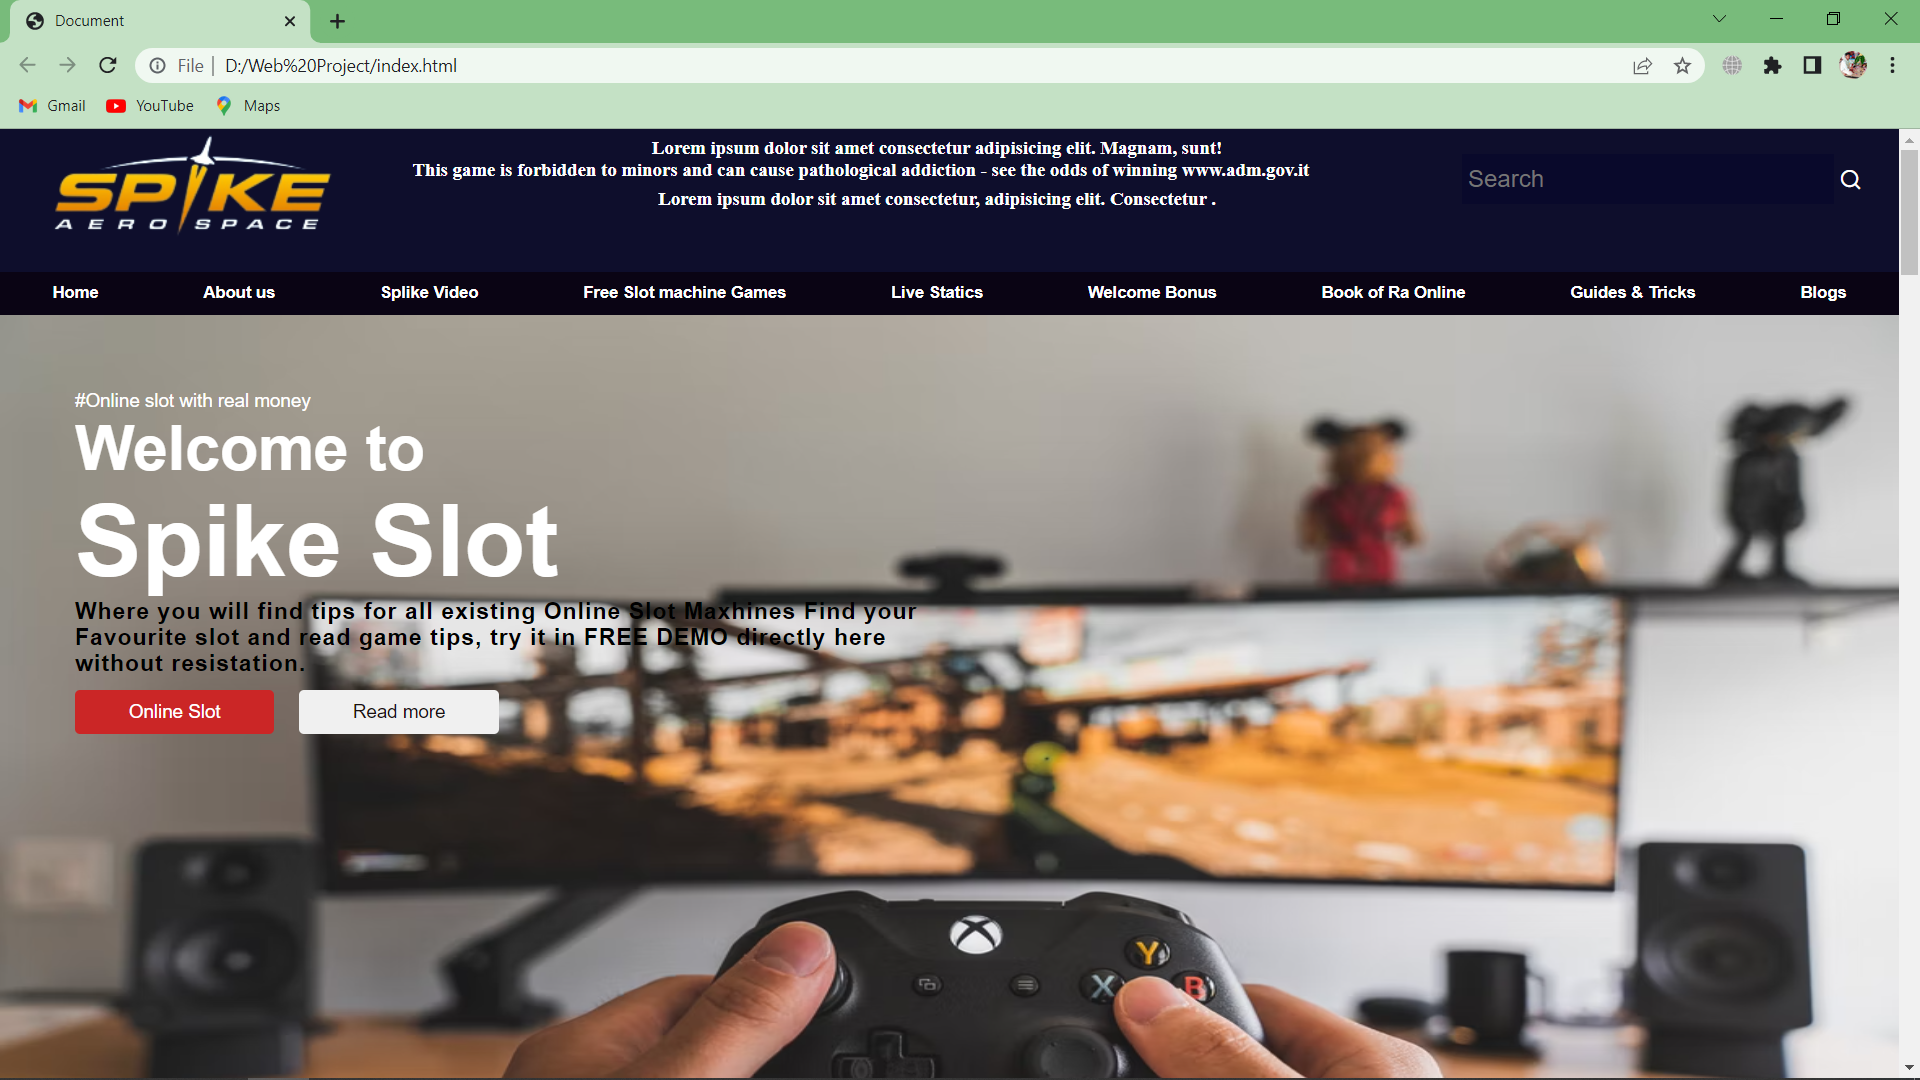 Document
File
D:/Web%20Project/index.html
Gmail
YouTube
Maps
SPIKE
AEROSPACE
Lorem ipsum dolor sit amet consectetur adipisicing elit. Magnam, sunt!
This game is forbidden to minors and can cause pathological addiction - see the odds of winning www.adm.gov.it
Lorem ipsum dolor sit amet consectetur, adipisicing elit. Consectetur .
Search
Home About us Splike Video Free Slot machine Games Live Statics Welcome Bonus Book of Ra Online Guides & Tricks Blogs
#Online slot with real money
Welcome to
Spike Slot
Where you will find tips for all existing Online Slot Maxhines Find your
Favourite slot and read game tips, try it in FREE DEMO directly here
without resistation.
Online Slot
Read more
Y
X
B